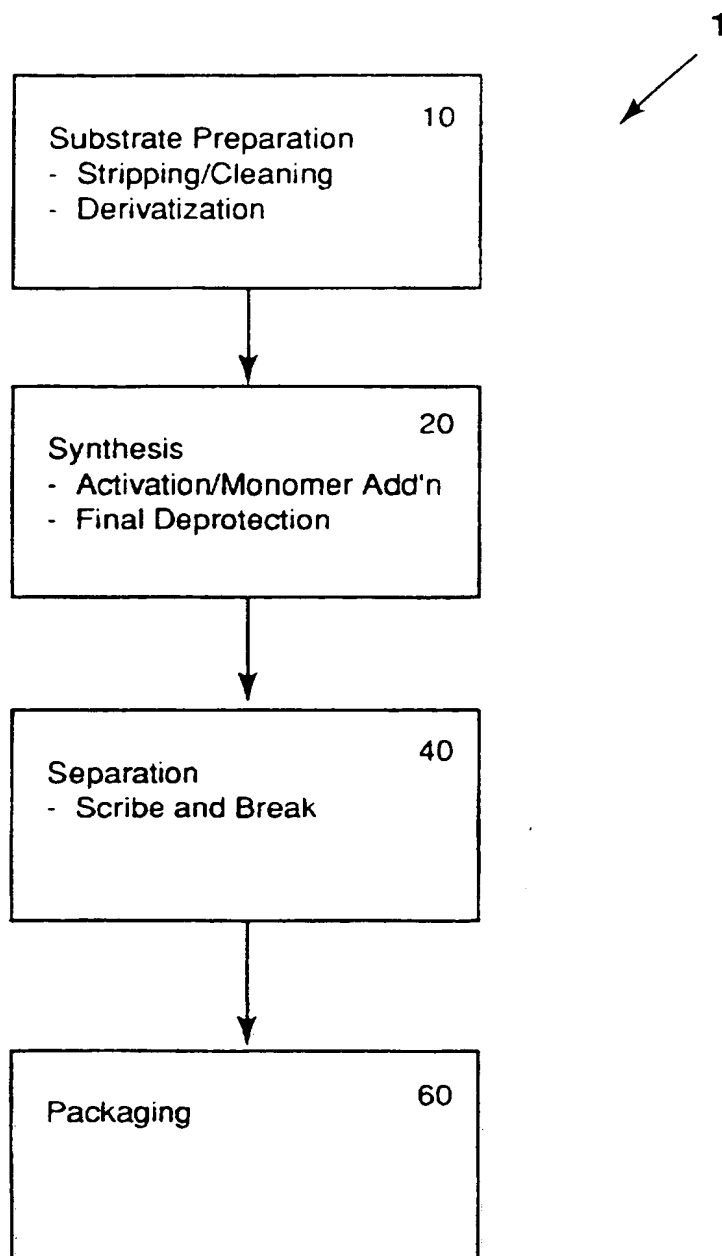 1
10
Substrate Preparation
- Stripping/Cleaning
- Derivatization
20
Synthesis
- Activation/Monomer Add'n
- Final Deprotection
40
Separation
- Scribe and Break
60
Packaging